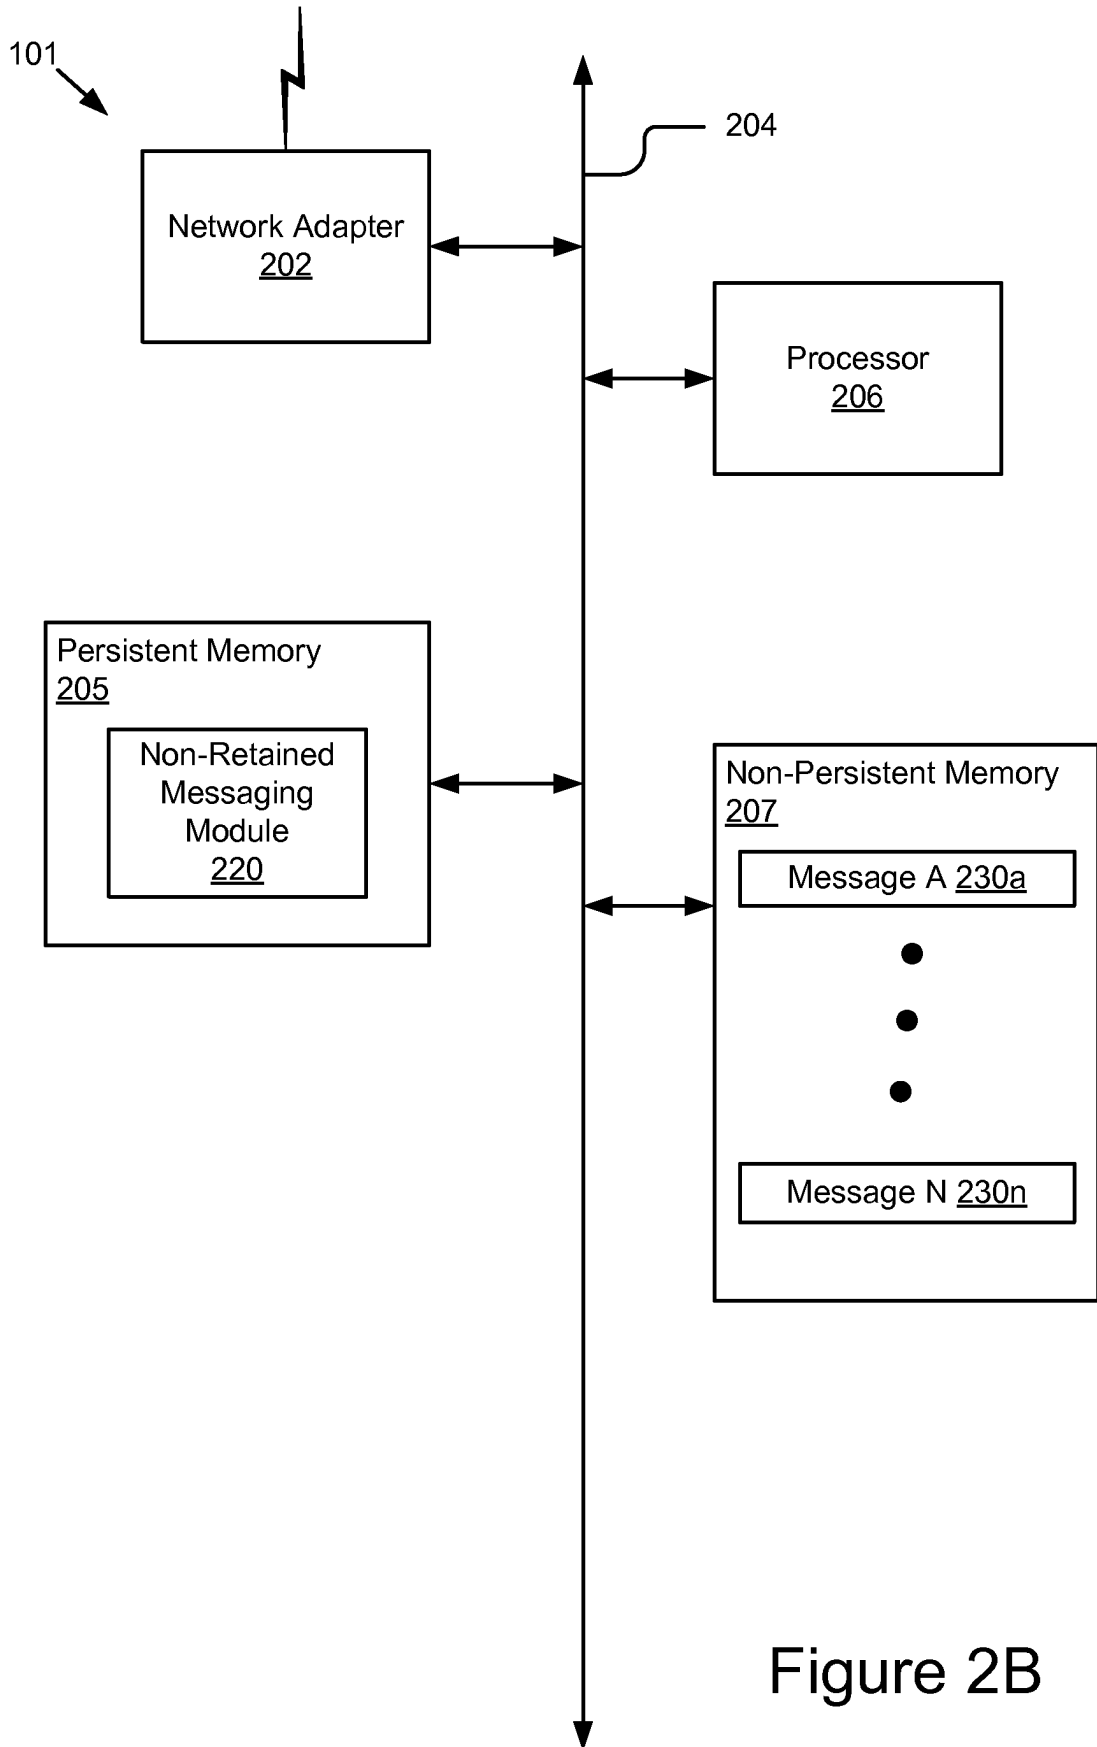 101
204
Network Adapter
202
Processor
206
Persistent Memory
205
Non-Retained
Messaging
Module
220
Non-Persistent Memory
207
Message A 230a
Message N 230n
Figure 2B